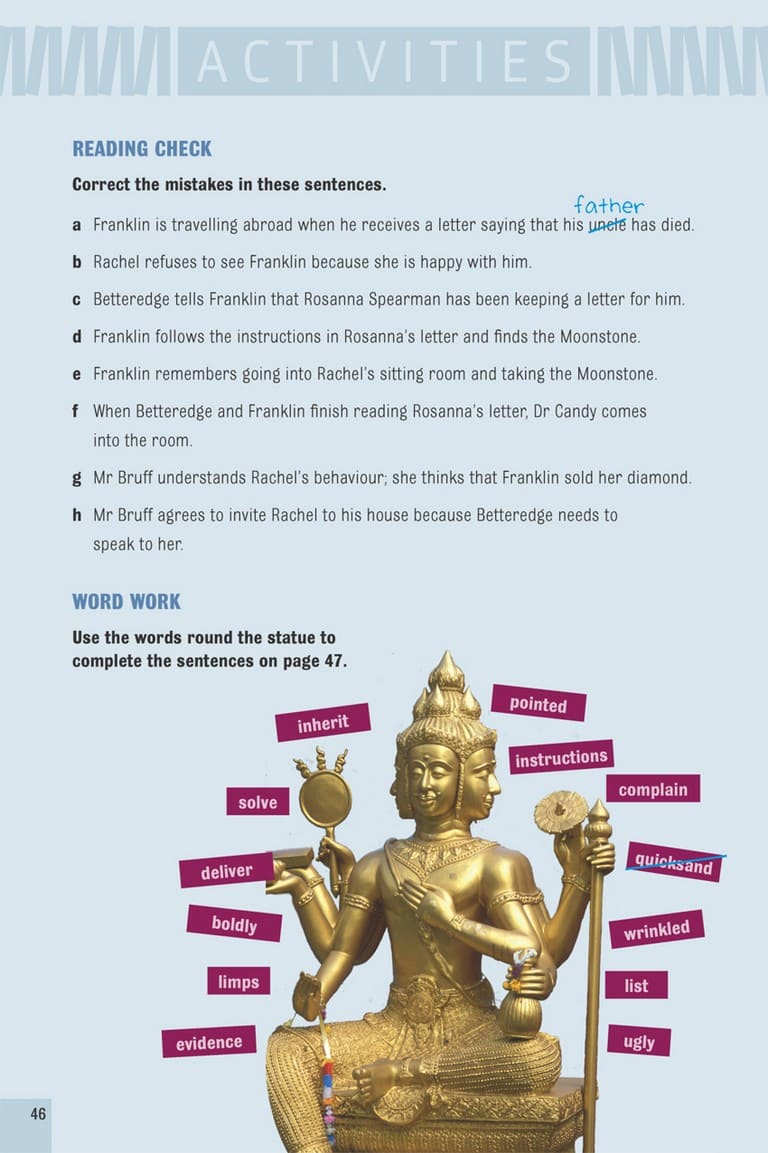 ACTIVITIES
READING CHECK
Correct the mistakes in these sentences.
father
a Franklin is travelling abroad when he receives a letter saying that his uncle has died.
b Rachel refuses to see Franklin because she is happy with him.
c Betteredge tells Franklin that Rosanna Spearman has been keeping a letter for him.
d Franklin follows the instructions in Rosanna's letter and finds the Moonstone.
e Franklin remembers going into Rachel's sitting room and taking the Moonstone.
f When Betteredge and Franklin finish reading Rosanna's letter, Dr Candy comes
into the room.
g Mr Bruff understands Rachel's behaviour; she thinks that Franklin sold her diamond.
h Mr Bruff agrees to invite Rachel to his house because Betteredge needs to
speak to her.
WORD WORK
Use the words round the statue to
complete the sentences on page 47.
inherit
pointed
instructions
solve
complain
deliver
quicksand
boldly
wrinkled
limps
list
evidence
ugly
46